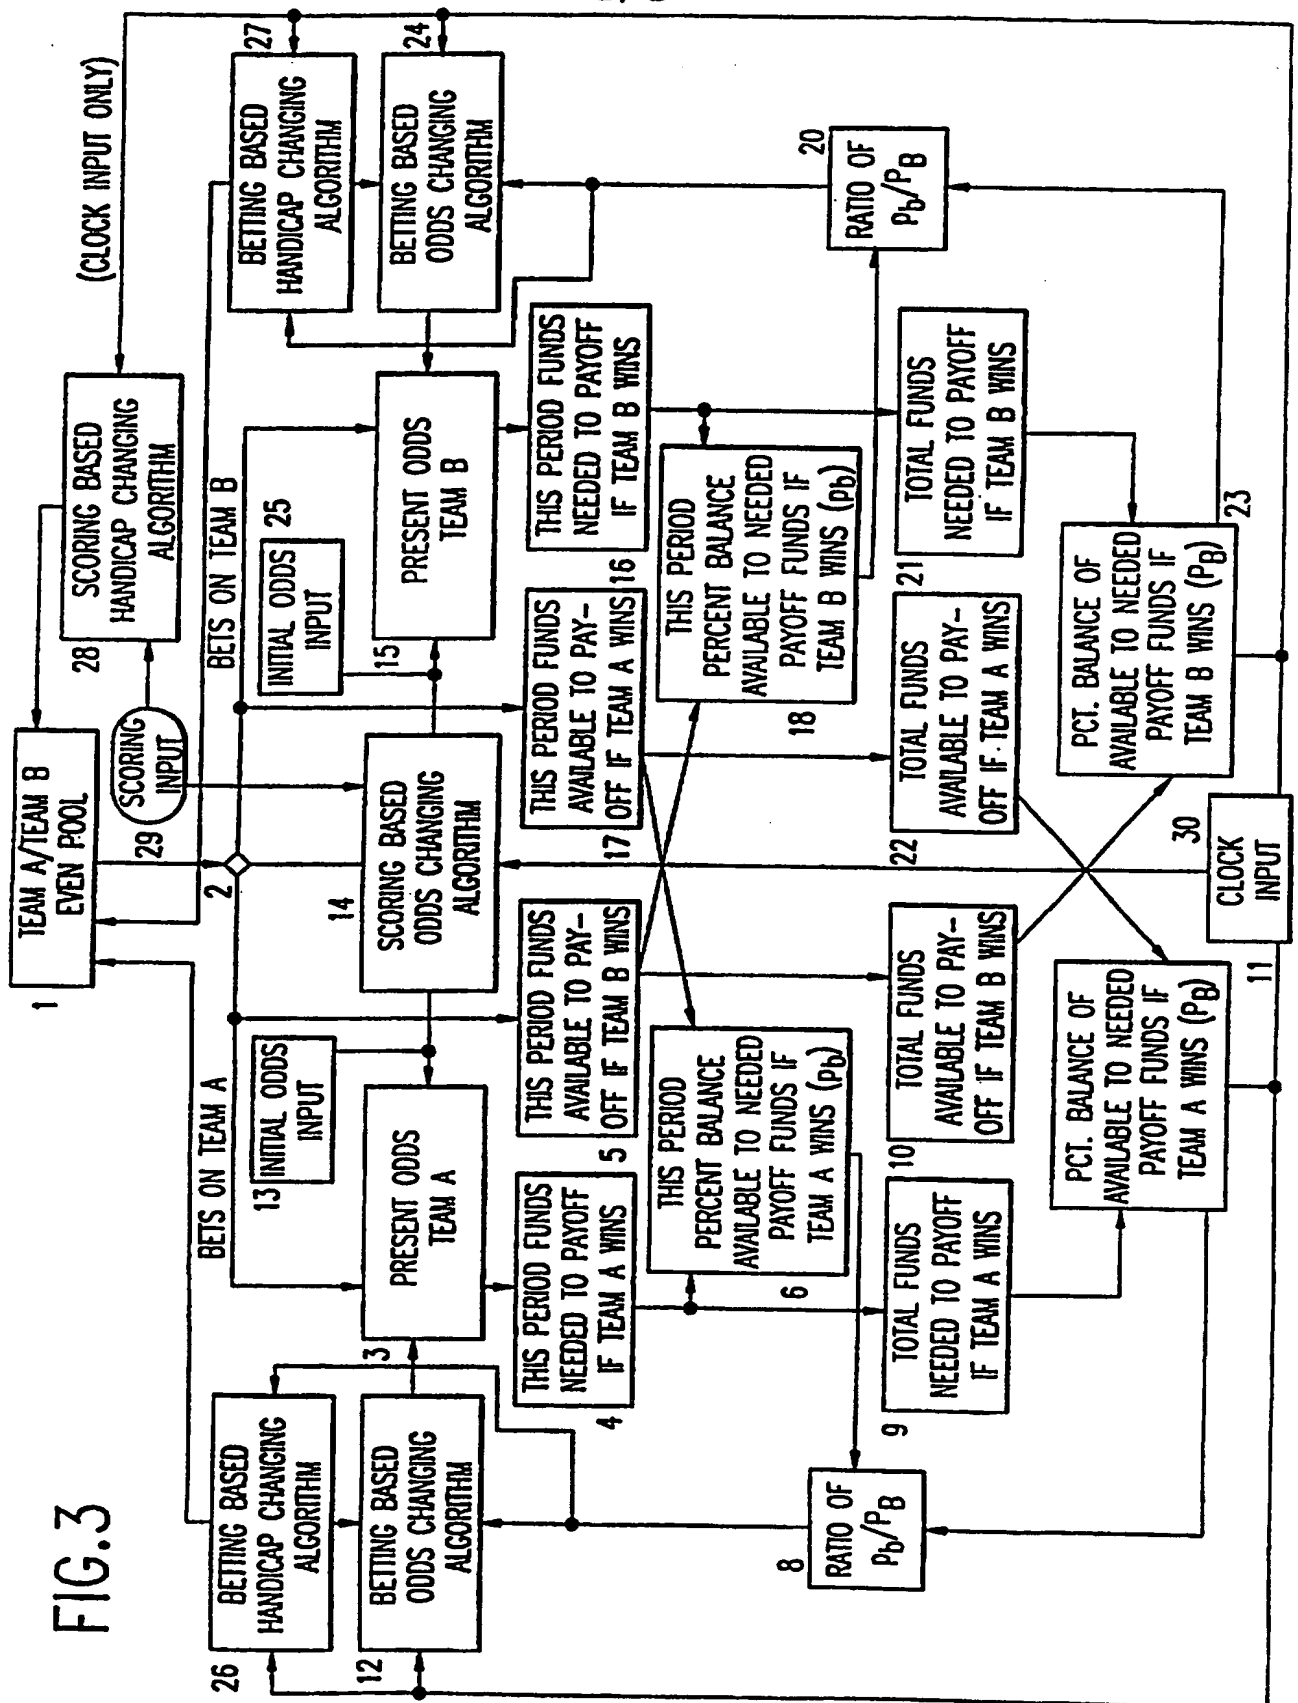 FIG.3
1
TEAM A/TEAM B
EVEN POOL
SCORING
INPUT
29
28
SCORING BASED
HANDICAP CHANGING
ALGORITHM
(CLOCK INPUT ONLY)
26
BETTING BASED
HANDICAP CHANGING
ALGORITHM
BETS ON TEAM A
2
BETS ON TEAM B
BETTING BASED
HANDICAP CHANGING
ALGORITHM
27
12
BETTING BASED
ODDS CHANGING
ALGORITHM
13
INITIAL ODDS
INPUT
14
SCORING BASED
ODDS CHANGING
ALGORITHM
INITIAL ODDS
INPUT
25
BETTING BASED
ODDS CHANGING
ALGORITHM
24
3
PRESENT ODDS
TEAM A
15
PRESENT ODDS
TEAM B
4
THIS PERIOD FUNDS
NEEDED TO PAYOFF
IF TEAM A WINS
5
THIS PERIOD FUNDS
AVAILABLE TO PAY-
OFF IF TEAM B WINS
17
THIS PERIOD FUNDS
AVAILABLE TO PAY-
OFF IF TEAM A WINS
16
THIS PERIOD FUNDS
NEEDED TO PAYOFF
IF TEAM B WINS
6
THIS PERIOD
PERCENT BALANCE
AVAILABLE TO NEEDED
PAYOFF FUNDS IF
TEAM A WINS (Pb)
18
THIS PERIOD
PERCENT BALANCE
AVAILABLE TO NEEDED
PAYOFF FUNDS IF
TEAM B WINS (Pb)
8
RATIO OF
Pb/PB
20
RATIO OF
Pb/PB
9
TOTAL FUNDS
NEEDED TO PAYOFF
IF TEAM A WINS
10
TOTAL FUNDS
AVAILABLE TO PAY-
OFF IF TEAM B WINS
22
TOTAL FUNDS
AVAILABLE TO PAY-
OFF IF TEAM A WINS
21
TOTAL FUNDS
NEEDED TO PAYOFF
IF TEAM B WINS
PCT. BALANCE OF
AVAILABLE TO NEEDED
PAYOFF FUNDS IF
TEAM A WINS (PB)
11
30
CLOCK
INPUT
PCT. BALANCE OF
AVAILABLE TO NEEDED
PAYOFF FUNDS IF
TEAM B WINS (PB)
23